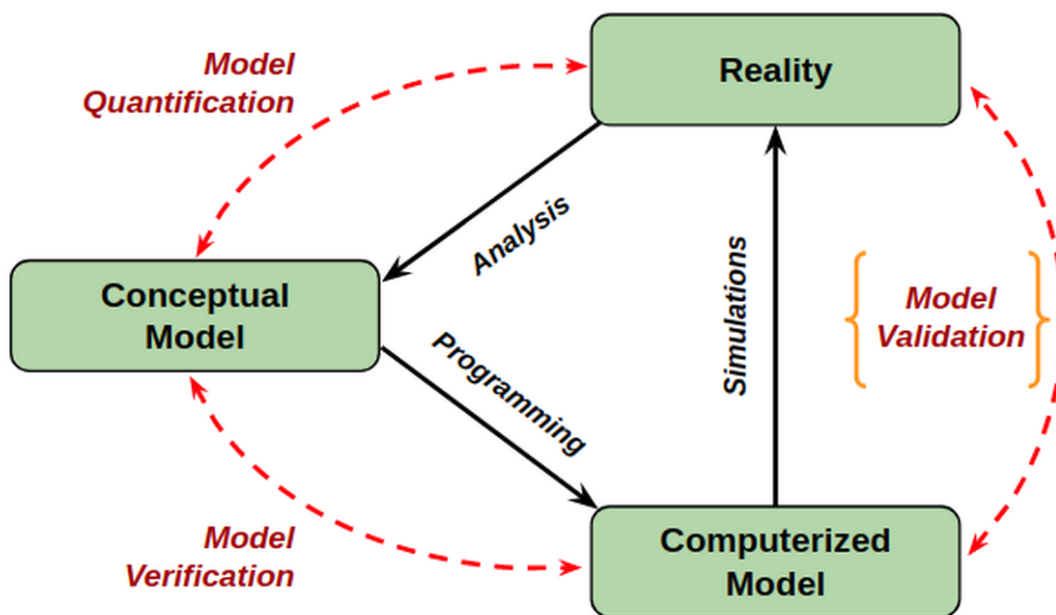 Model
Quantification
Reality
Analysis
Conceptual
Model
Programming
Simulations
Model
Validation
Model
Verification
Computerized
Model